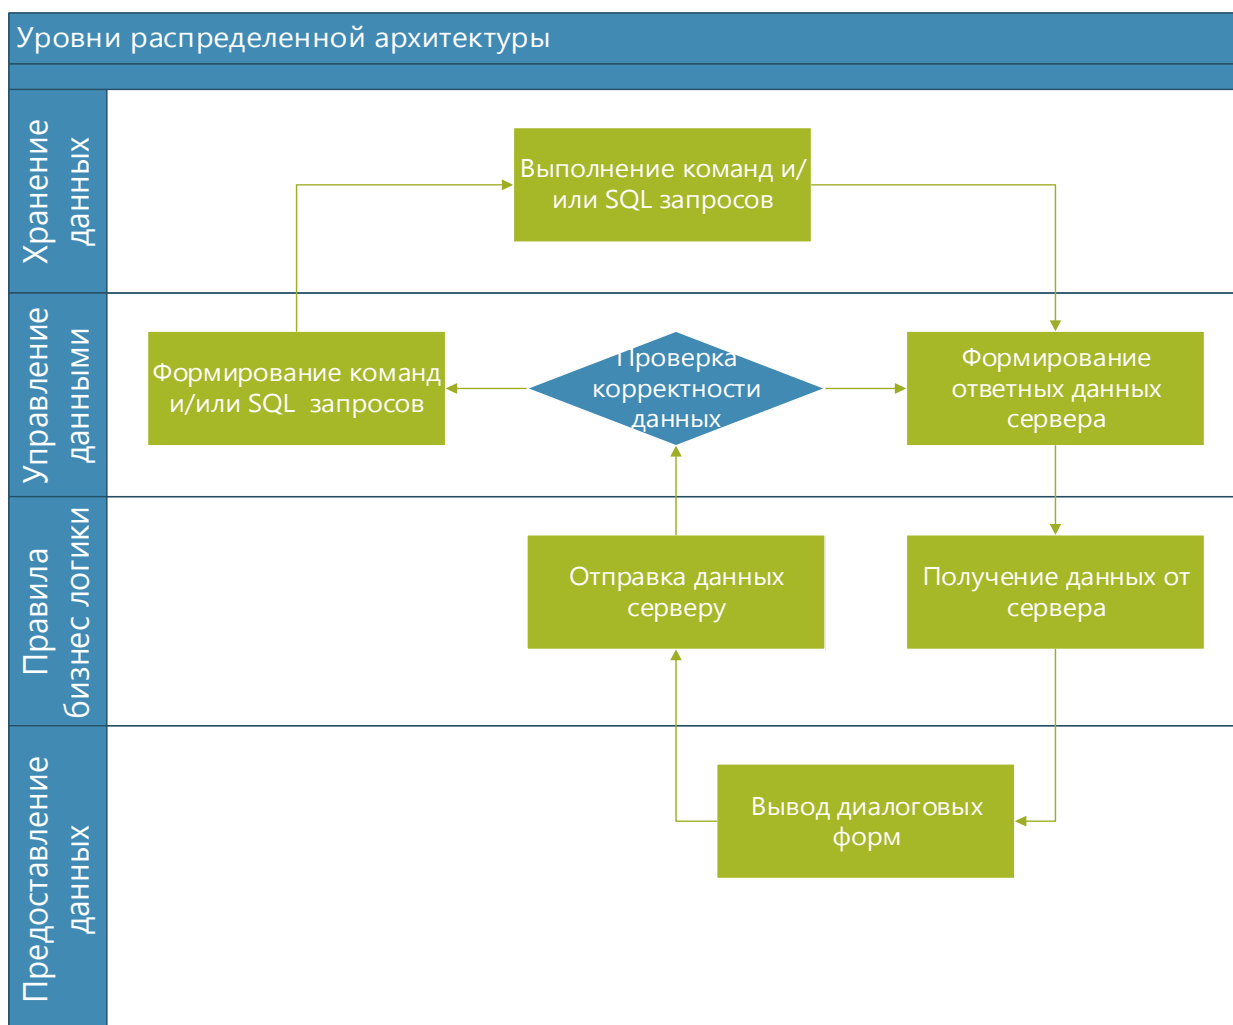 Уровни распределенной архитектуры
Хранение
данных
Выполнение команд и/
или SQL запросов
Управление
данными
Формирование команд
и/или SQL запросов
Проверка
корректности
данных
Формирование
ответных данных
сервера
Правила
бизнес логики
Отправка данных
серверу
Получение данных от
сервера
Предоставление
данных
Вывод диалоговых
форм